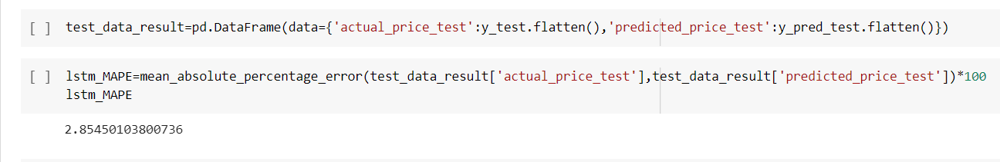 [ ] test_data_result=pd.DataFrame(data={'actual_price_test':y_test.flatten(),'predicted_price_test':y_pred_test.flatten()})
[ ] lstm_MAPE=mean_absolute_percentage_error(test_data_result['actual_price_test'],test_data_result['predicted_price_test'])*100
lstm_MAPE
2.85450103800736